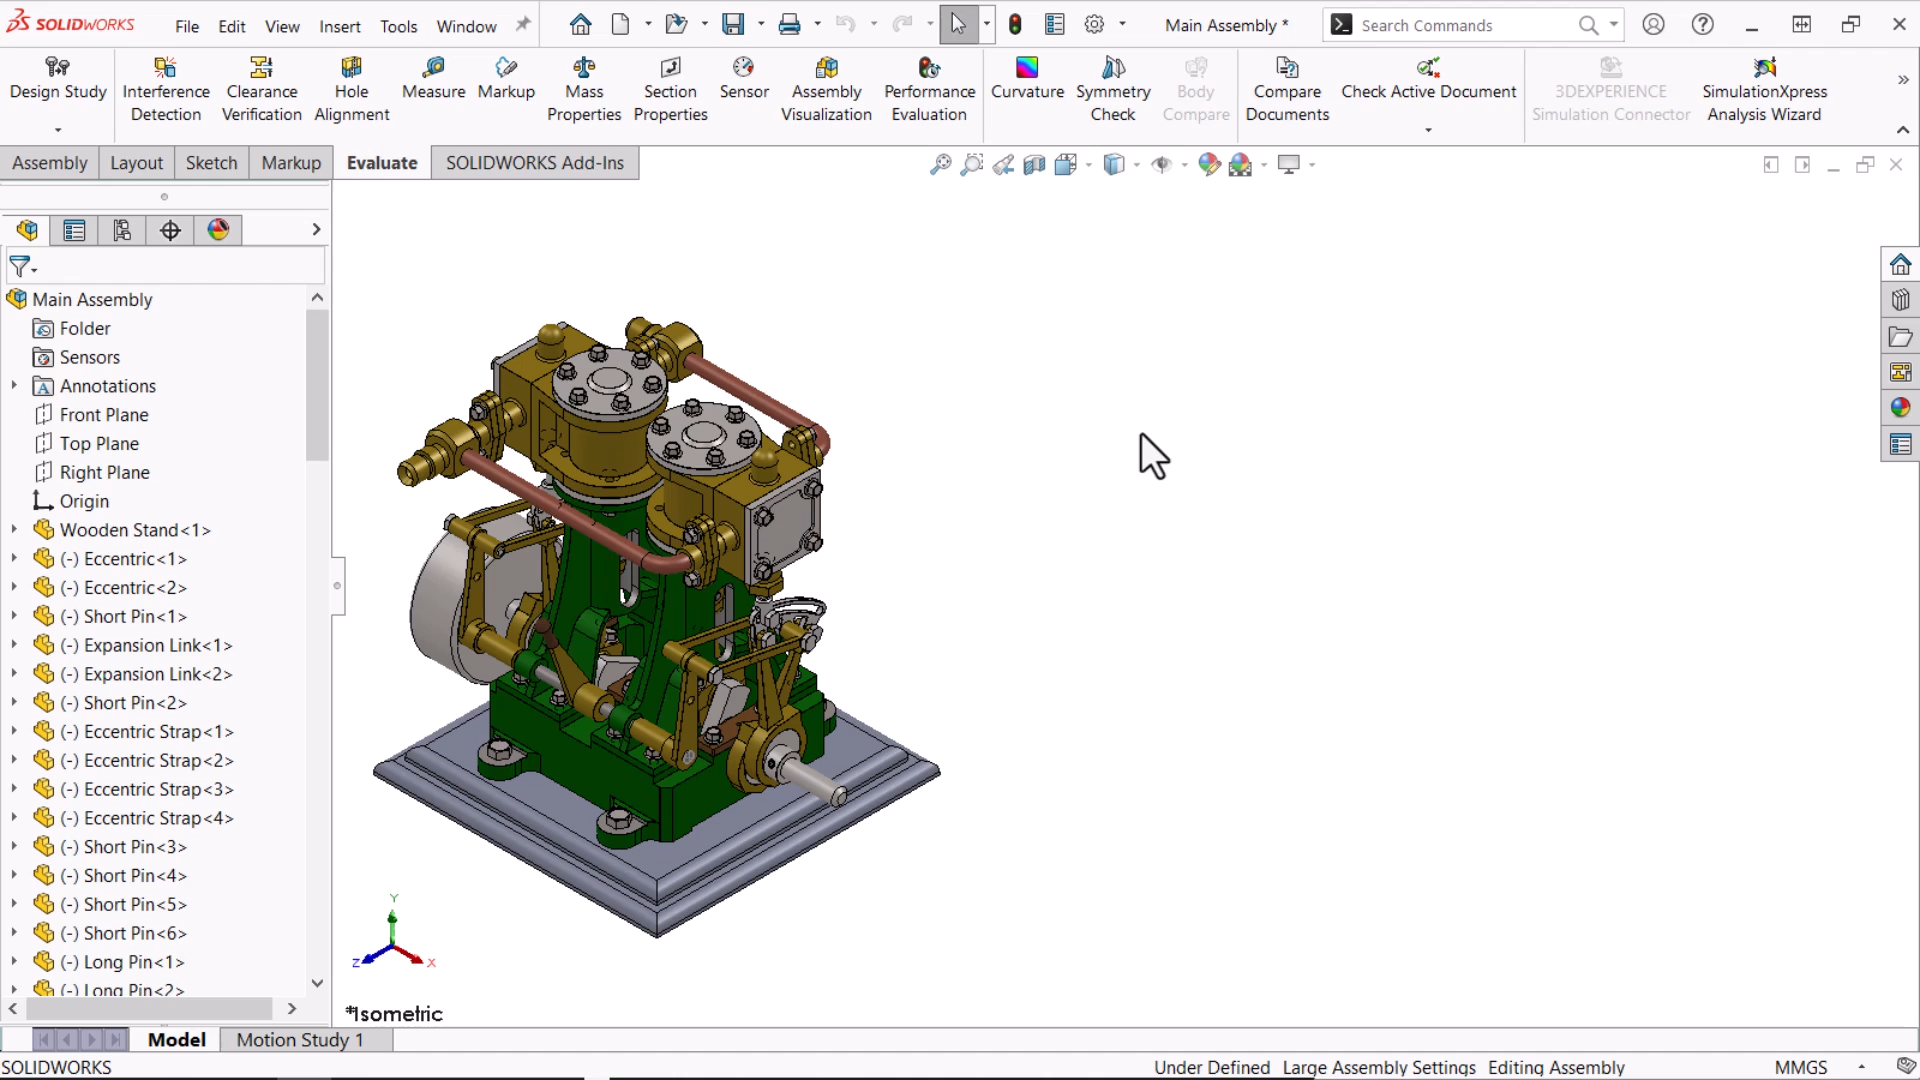 SOLIDWORKS
File Edit View Insert Tools Window
Main Assembly *
Search Commands
Design Study
Interference Detection
Clearance Verification
Hole Alignment
Measure
Markup
Mass Properties
Section Properties
Sensor
Assembly Visualization
Performance Evaluation
Curvature
Symmetry Check
Body Compare
Compare Documents
Check Active Document
3DEXPERIENCE Simulation Connector
SimulationXpress Analysis Wizard
Assembly Layout Sketch Markup Evaluate SOLIDWORKS Add-Ins
Main Assembly
Folder
Sensors
Annotations
Front Plane
Top Plane
Right Plane
Origin
Wooden Stand<1>
(-) Eccentric<1>
(-) Eccentric<2>
(-) Short Pin<1>
(-) Expansion Link<1>
(-) Expansion Link<2>
(-) Short Pin<2>
(-) Eccentric Strap<1>
(-) Eccentric Strap<2>
(-) Eccentric Strap<3>
(-) Eccentric Strap<4>
(-) Short Pin<3>
(-) Short Pin<4>
(-) Short Pin<5>
(-) Short Pin<6>
(-) Long Pin<1>
(-) Long Pin<2>
Y
Z X
*Isometric
Model Motion Study 1
SOLIDWORKS
Under Defined Large Assembly Settings Editing Assembly MMGS